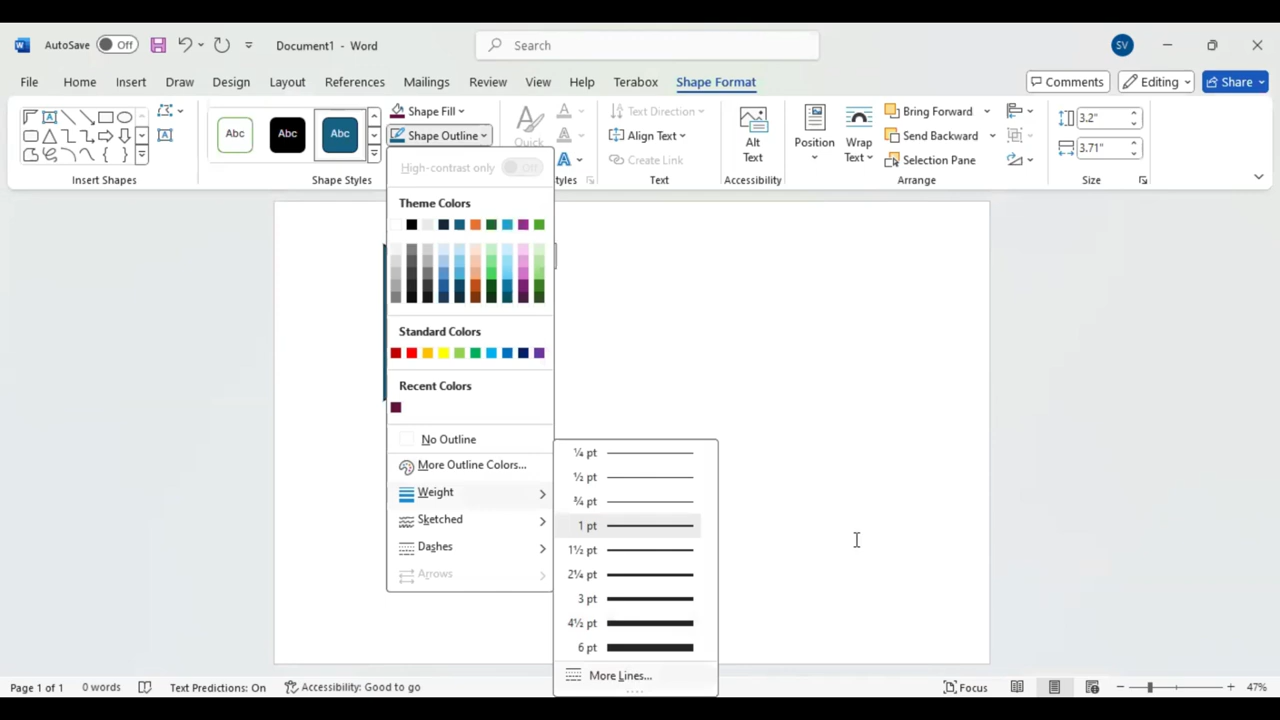 AutoSave Off Document1 - Word Search SV
File Home Insert Draw Design Layout References Mailings Review View Help Terabox Shape Format Comments Editing Share
Abc Abc Abc
Shape Fill
Shape Outline
Quick
Text Direction
Align Text
Create Link
Alt Text
Position
Wrap Text
Bring Forward
Send Backward
Selection Pane
3.2"
3.71"
Insert Shapes Shape Styles Text Accessibility Arrange Size
High-contrast only Off
Theme Colors
Standard Colors
Recent Colors
No Outline
More Outline Colors...
Weight
Sketched
Dashes
Arrows
¼ pt
½ pt
¾ pt
1 pt
1½ pt
2¼ pt
3 pt
4½ pt
6 pt
More Lines...
Page 1 of 1 0 words Text Predictions: On Accessibility: Good to go Focus 47%